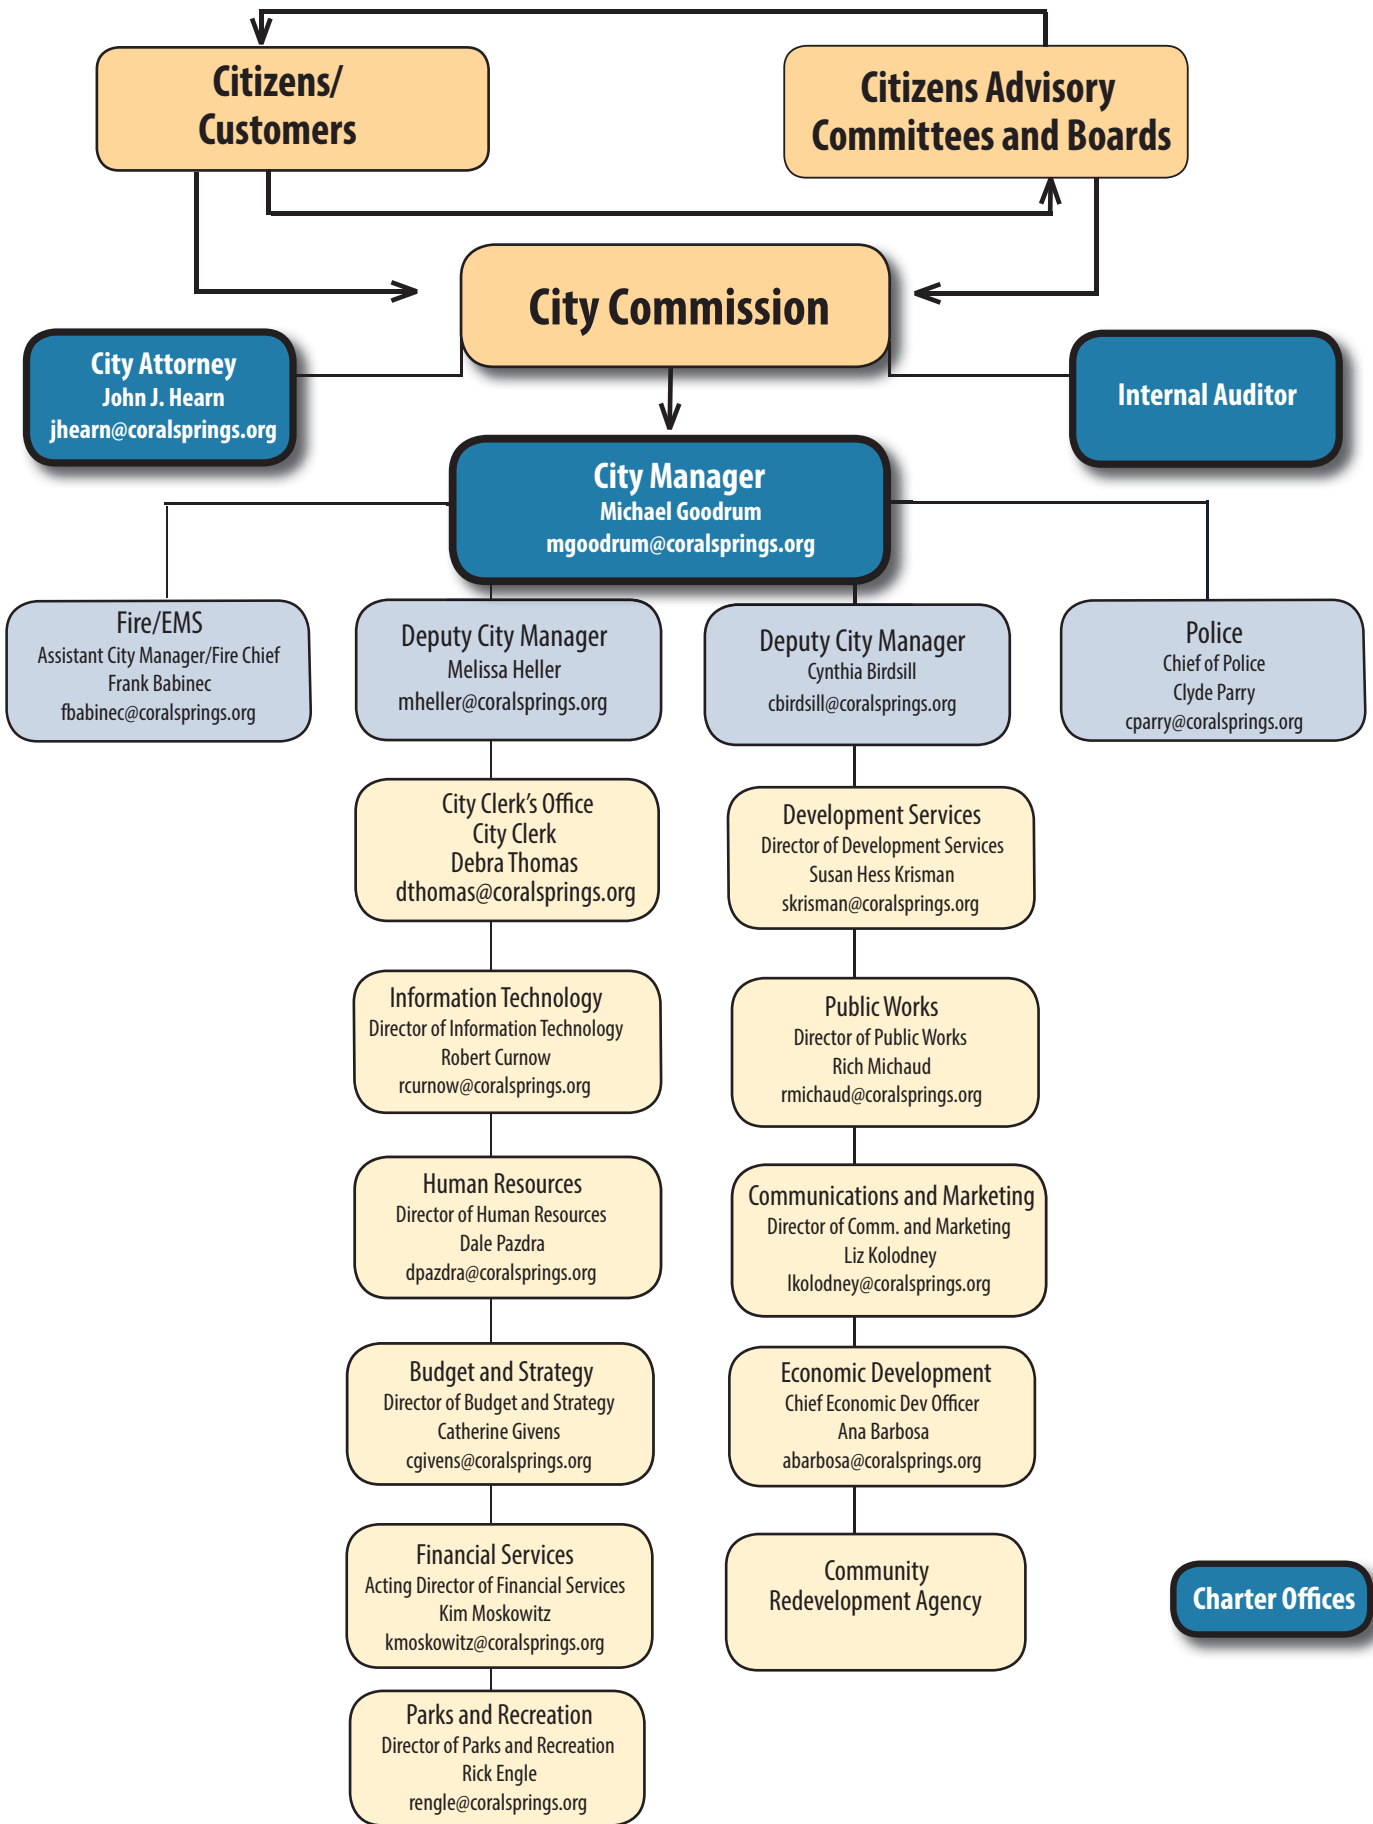 Citizens/
Customers
Citizens Advisory
Committees and Boards
City Commission
City Attorney
John J. Hearn
jhearn@coralsprings.org
Internal Auditor
City Manager
Michael Goodrum
mgoodrum@coralsprings.org
Fire/EMS
Assistant City Manager/Fire Chief
Frank Babinec
fbabinec@coralsprings.org
Deputy City Manager
Melissa Heller
mheller@coralsprings.org
Deputy City Manager
Cynthia Birdsill
cbirdsill@coralsprings.org
Police
Chief of Police
Clyde Parry
cparry@coralsprings.org
City Clerk's Office
City Clerk
Debra Thomas
dthomas@coralsprings.org
Information Technology
Director of Information Technology
Robert Curnow
rcurnow@coralsprings.org
Human Resources
Director of Human Resources
Dale Pazdra
dpazdra@coralsprings.org
Budget and Strategy
Director of Budget and Strategy
Catherine Givens
cgivens@coralsprings.org
Financial Services
Acting Director of Financial Services
Kim Moskowitz
kmoskowitz@coralsprings.org
Parks and Recreation
Director of Parks and Recreation
Rick Engle
rengle@coralsprings.org
Development Services
Director of Development Services
Susan Hess Krisman
skrisman@coralsprings.org
Public Works
Director of Public Works
Rich Michaud
rmichaud@coralsprings.org
Communications and Marketing
Director of Comm. and Marketing
Liz Kolodney
lkolodney@coralsprings.org
Economic Development
Chief Economic Dev Officer
Ana Barbosa
abarbosa@coralsprings.org
Community
Redevelopment Agency
Charter Offices